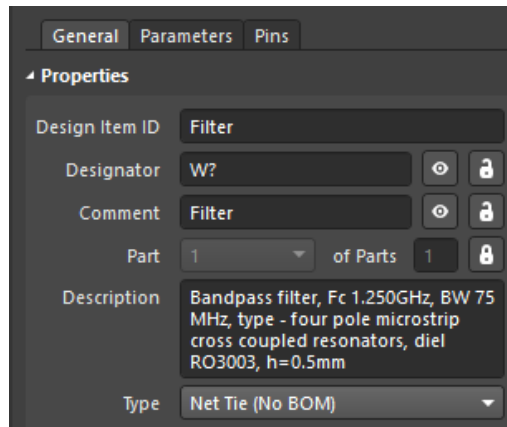 General Parameters Pins
Properties
Design Item ID Filter
Designator W?
Comment Filter
Part 1 of Parts 1
Description Bandpass filter, Fc 1.250GHz, BW 75
MHz, type - four pole microstrip
cross coupled resonators, diel
RO3003, h=0.5mm
Type Net Tie (No BOM)